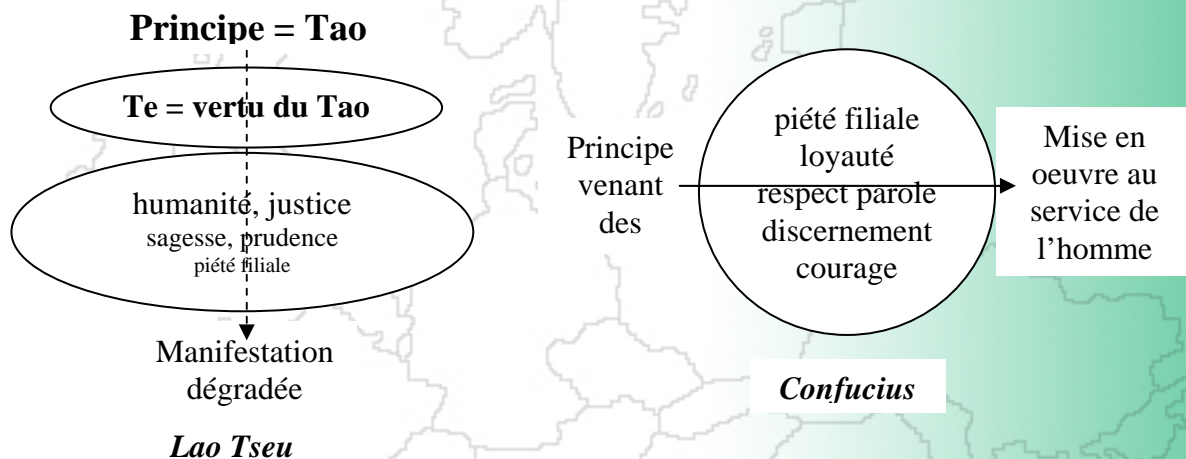 Principe = Tao
Te = vertu du Tao
humanité, justice
sagesse, prudence
piété filiale
Manifestation
dégradée
Lao Tseu
Principe
venant
des
piété filiale
loyauté
respect parole
discernement
courage
Mise en
oeuvre au
service de
l’homme
Confucius